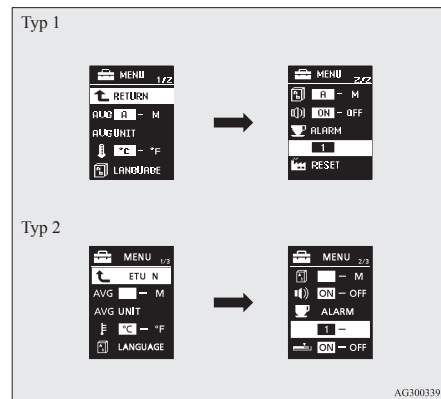 Typ 1
MENU 1/2
RETURN
AVG A - M
AVG UNIT
°C - °F
LANGUAGE
MENU 2/2
A - M
ON - OFF
ALARM
1
RESET
Typ 2
MENU 1/3
ETU N
AVG — M
AVG UNIT
°C — °F
LANGUAGE
MENU 2/3
— M
ON — OFF
ALARM
1 —
ON — OFF
AG300339